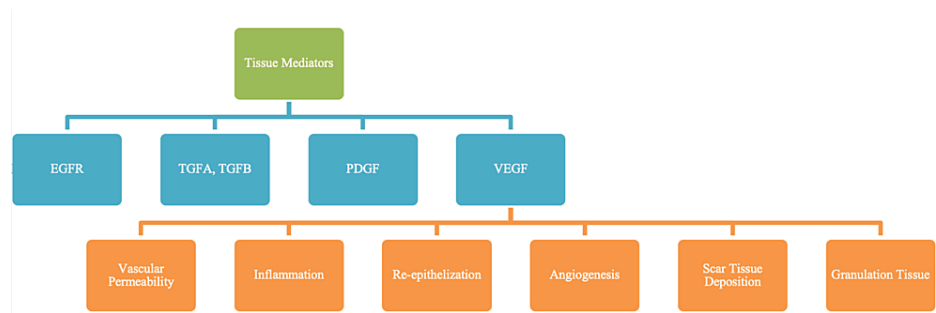 Tissue Mediators
EGFR
TGFA, TGFB
PDGF
VEGF
Vascular
Permeability
Inflammation
Re-epithelization
Angiogenesis
Scar Tissue
Deposition
Granulation Tissue